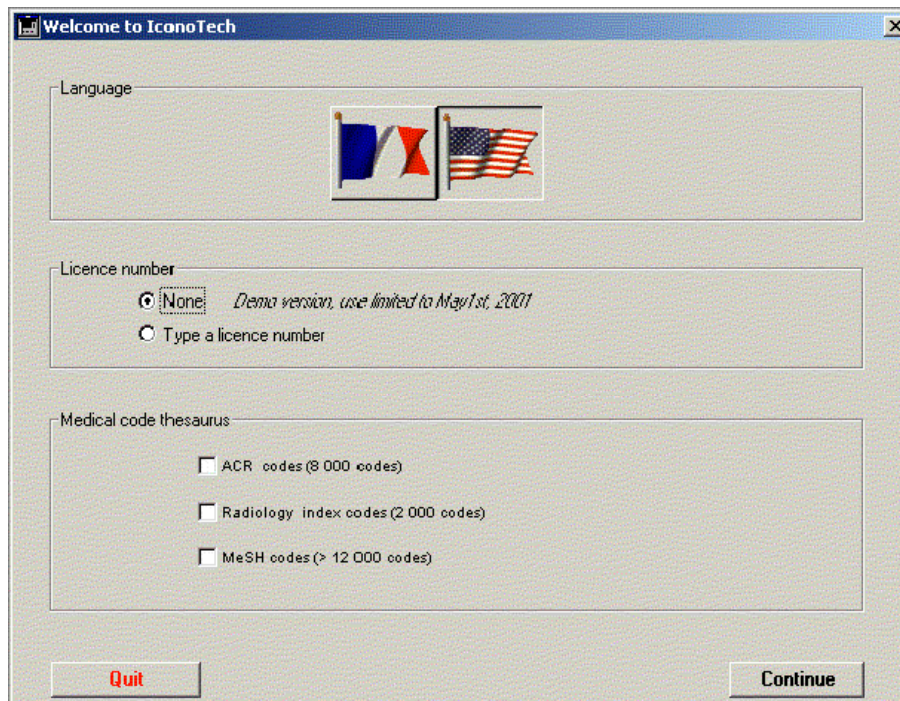 Welcome to IconoTech
Language
Licence number
None Demo version, use limited to May1st, 2001
Type a licence number
Medical code thesaurus
ACR codes (8 000 codes)
Radiology index codes (2 000 codes)
MeSH codes (> 12 000 codes)
Quit Continue